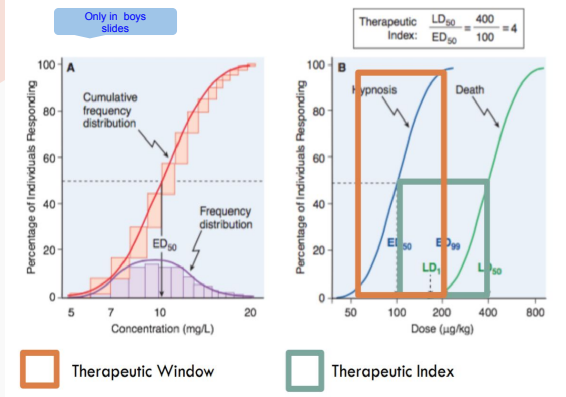 Only in boys
slides
Therapeutic Index: LD50/ED50 = 400/100 = 4
A
Percentage of Individuals Responding
100
80
60
40
20
0
Cumulative
frequency
distribution
Frequency
distribution
ED50
5 7 10 20
Concentration (mg/L)
B
Percentage of Individuals Responding
100
80
60
40
20
0
Hypnosis
Death
ED50
ED99
LD1
LD50
50 100 200 400 800
Dose (μg/kg)
Therapeutic Window
Therapeutic Index